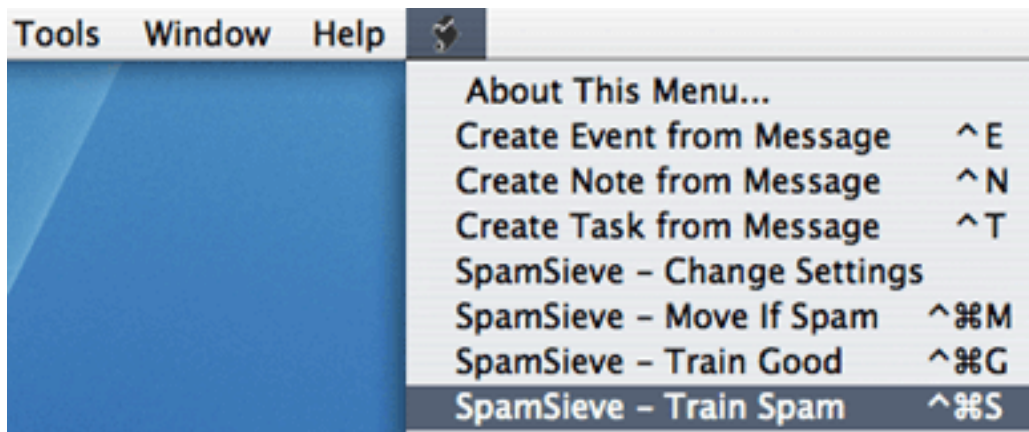 Tools Window Help
About This Menu...
Create Event from Message ^E
Create Note from Message ^N
Create Task from Message ^T
SpamSieve – Change Settings
SpamSieve – Move If Spam ^⌘M
SpamSieve – Train Good ^⌘G
SpamSieve – Train Spam ^⌘S